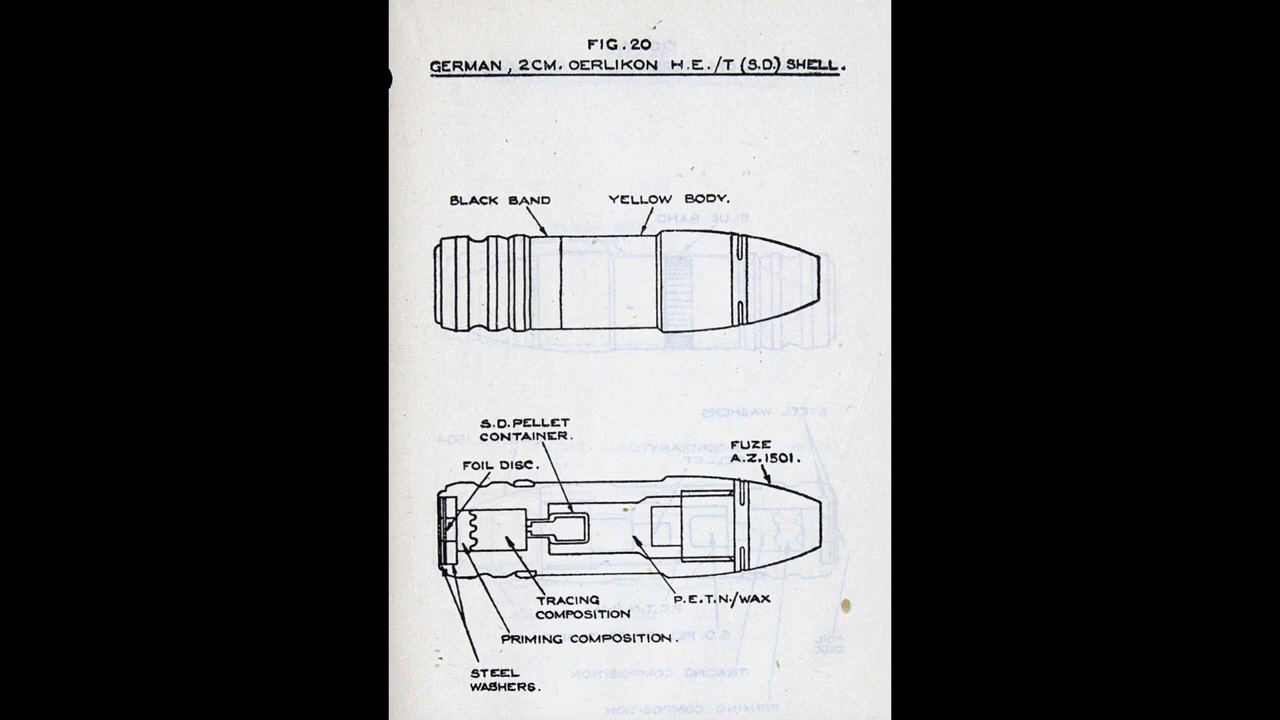 FIG. 20
GERMAN, 2CM. OERLIKON H.E./T (S.D.) SHELL.
BLACK BAND
YELLOW BODY.
S.D. PELLET
CONTAINER.
FOIL DISC.
FUZE
A.Z. 1501.
TRACING
COMPOSITION
P.E.T.N./WAX
PRIMING COMPOSITION.
STEEL
WASHERS.